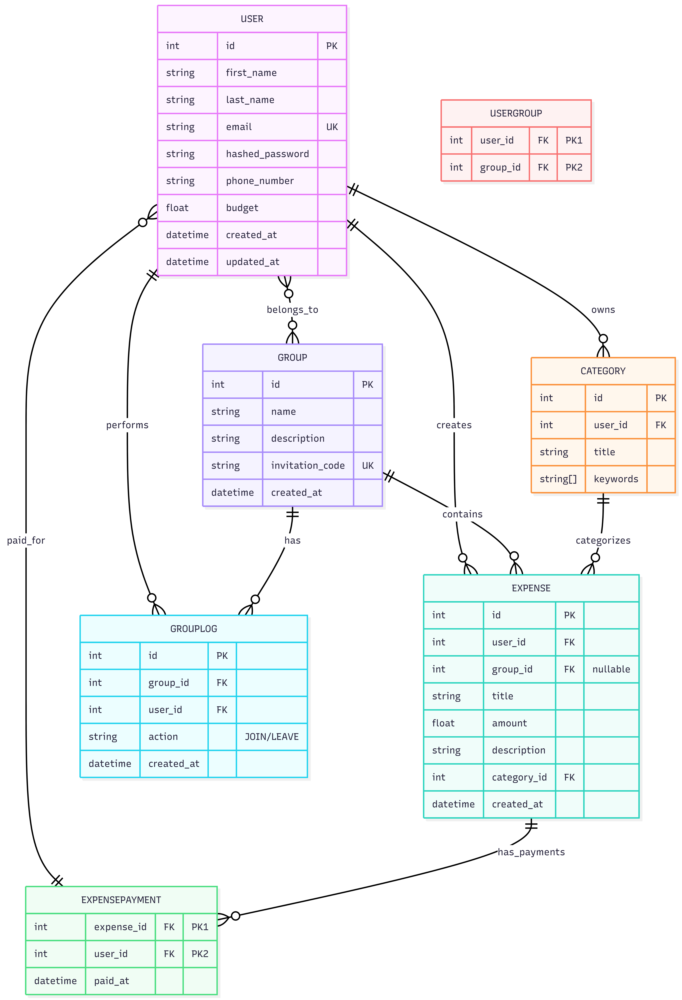 USER
int id PK
string first_name
string last_name
string email UK
string hashed_password
string phone_number
float budget
datetime created_at
datetime updated_at
USERGROUP
int user_id FK PK1
int group_id FK PK2
belongs_to
owns
GROUP
int id PK
string name
string description
string invitation_code UK
datetime created_at
CATEGORY
int id PK
int user_id FK
string title
string[] keywords
performs
creates
contains
paid_for
has
categorizes
GROUPLOG
int id PK
int group_id FK
int user_id FK
string action JOIN/LEAVE
datetime created_at
EXPENSE
int id PK
int user_id FK
int group_id FK nullable
string title
float amount
string description
int category_id FK
datetime created_at
has_payments
EXPENSEPAYMENT
int expense_id FK PK1
int user_id FK PK2
datetime paid_at